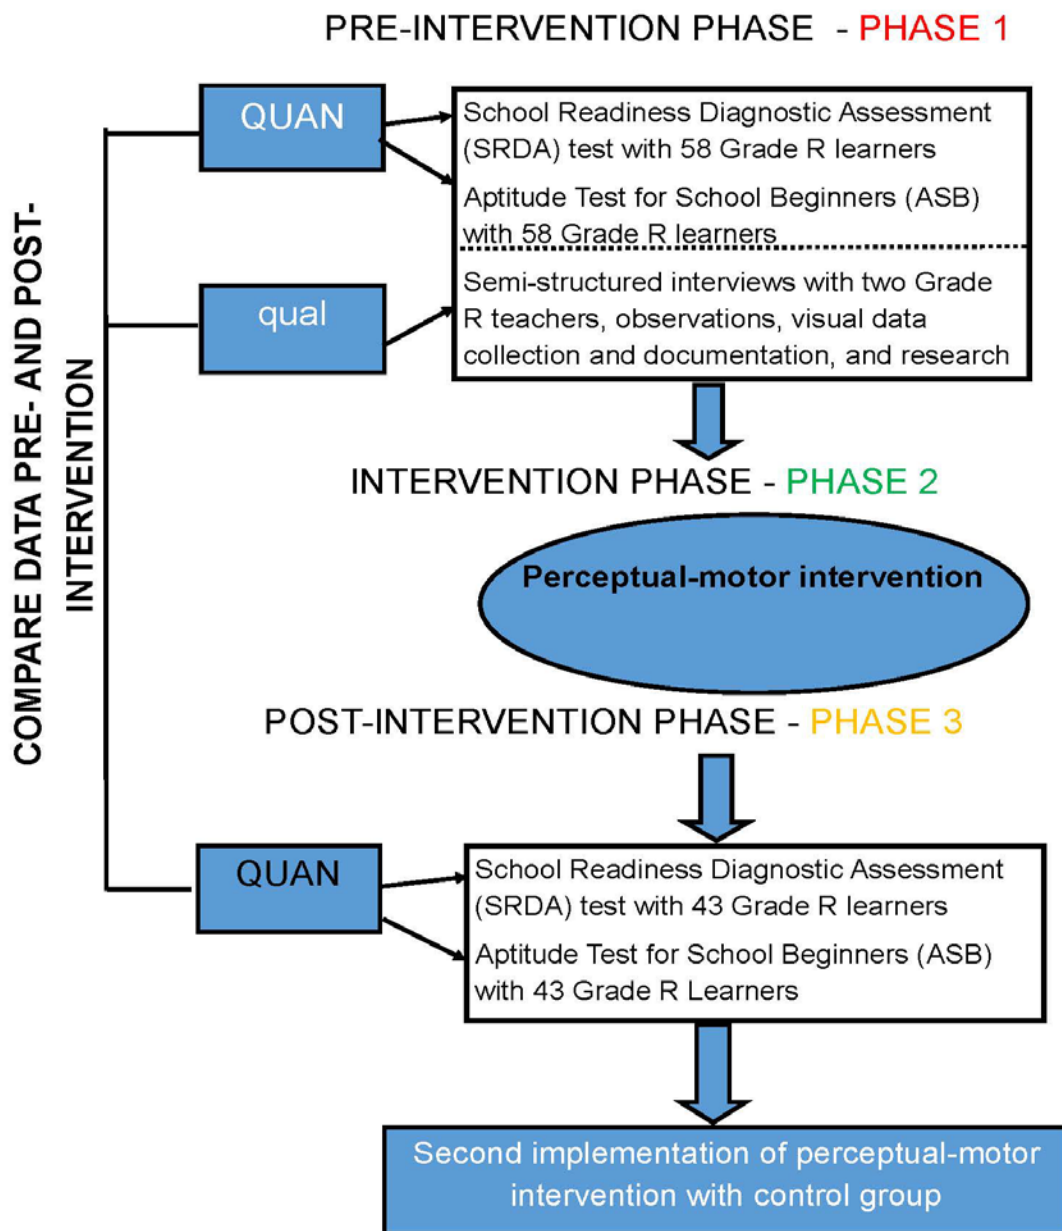 PRE-INTERVENTION PHASE - PHASE 1
QUAN
School Readiness Diagnostic Assessment
(SRDA) test with 58 Grade R learners
Aptitude Test for School Beginners (ASB)
with 58 Grade R learners
qual
Semi-structured interviews with two Grade
R teachers, observations, visual data
collection and documentation, and research
COMPARE DATA PRE- AND POST-
INTERVENTION
INTERVENTION PHASE - PHASE 2
Perceptual-motor intervention
POST-INTERVENTION PHASE - PHASE 3
QUAN
School Readiness Diagnostic Assessment
(SRDA) test with 43 Grade R learners
Aptitude Test for School Beginners (ASB)
with 43 Grade R Learners
Second implementation of perceptual-motor
intervention with control group